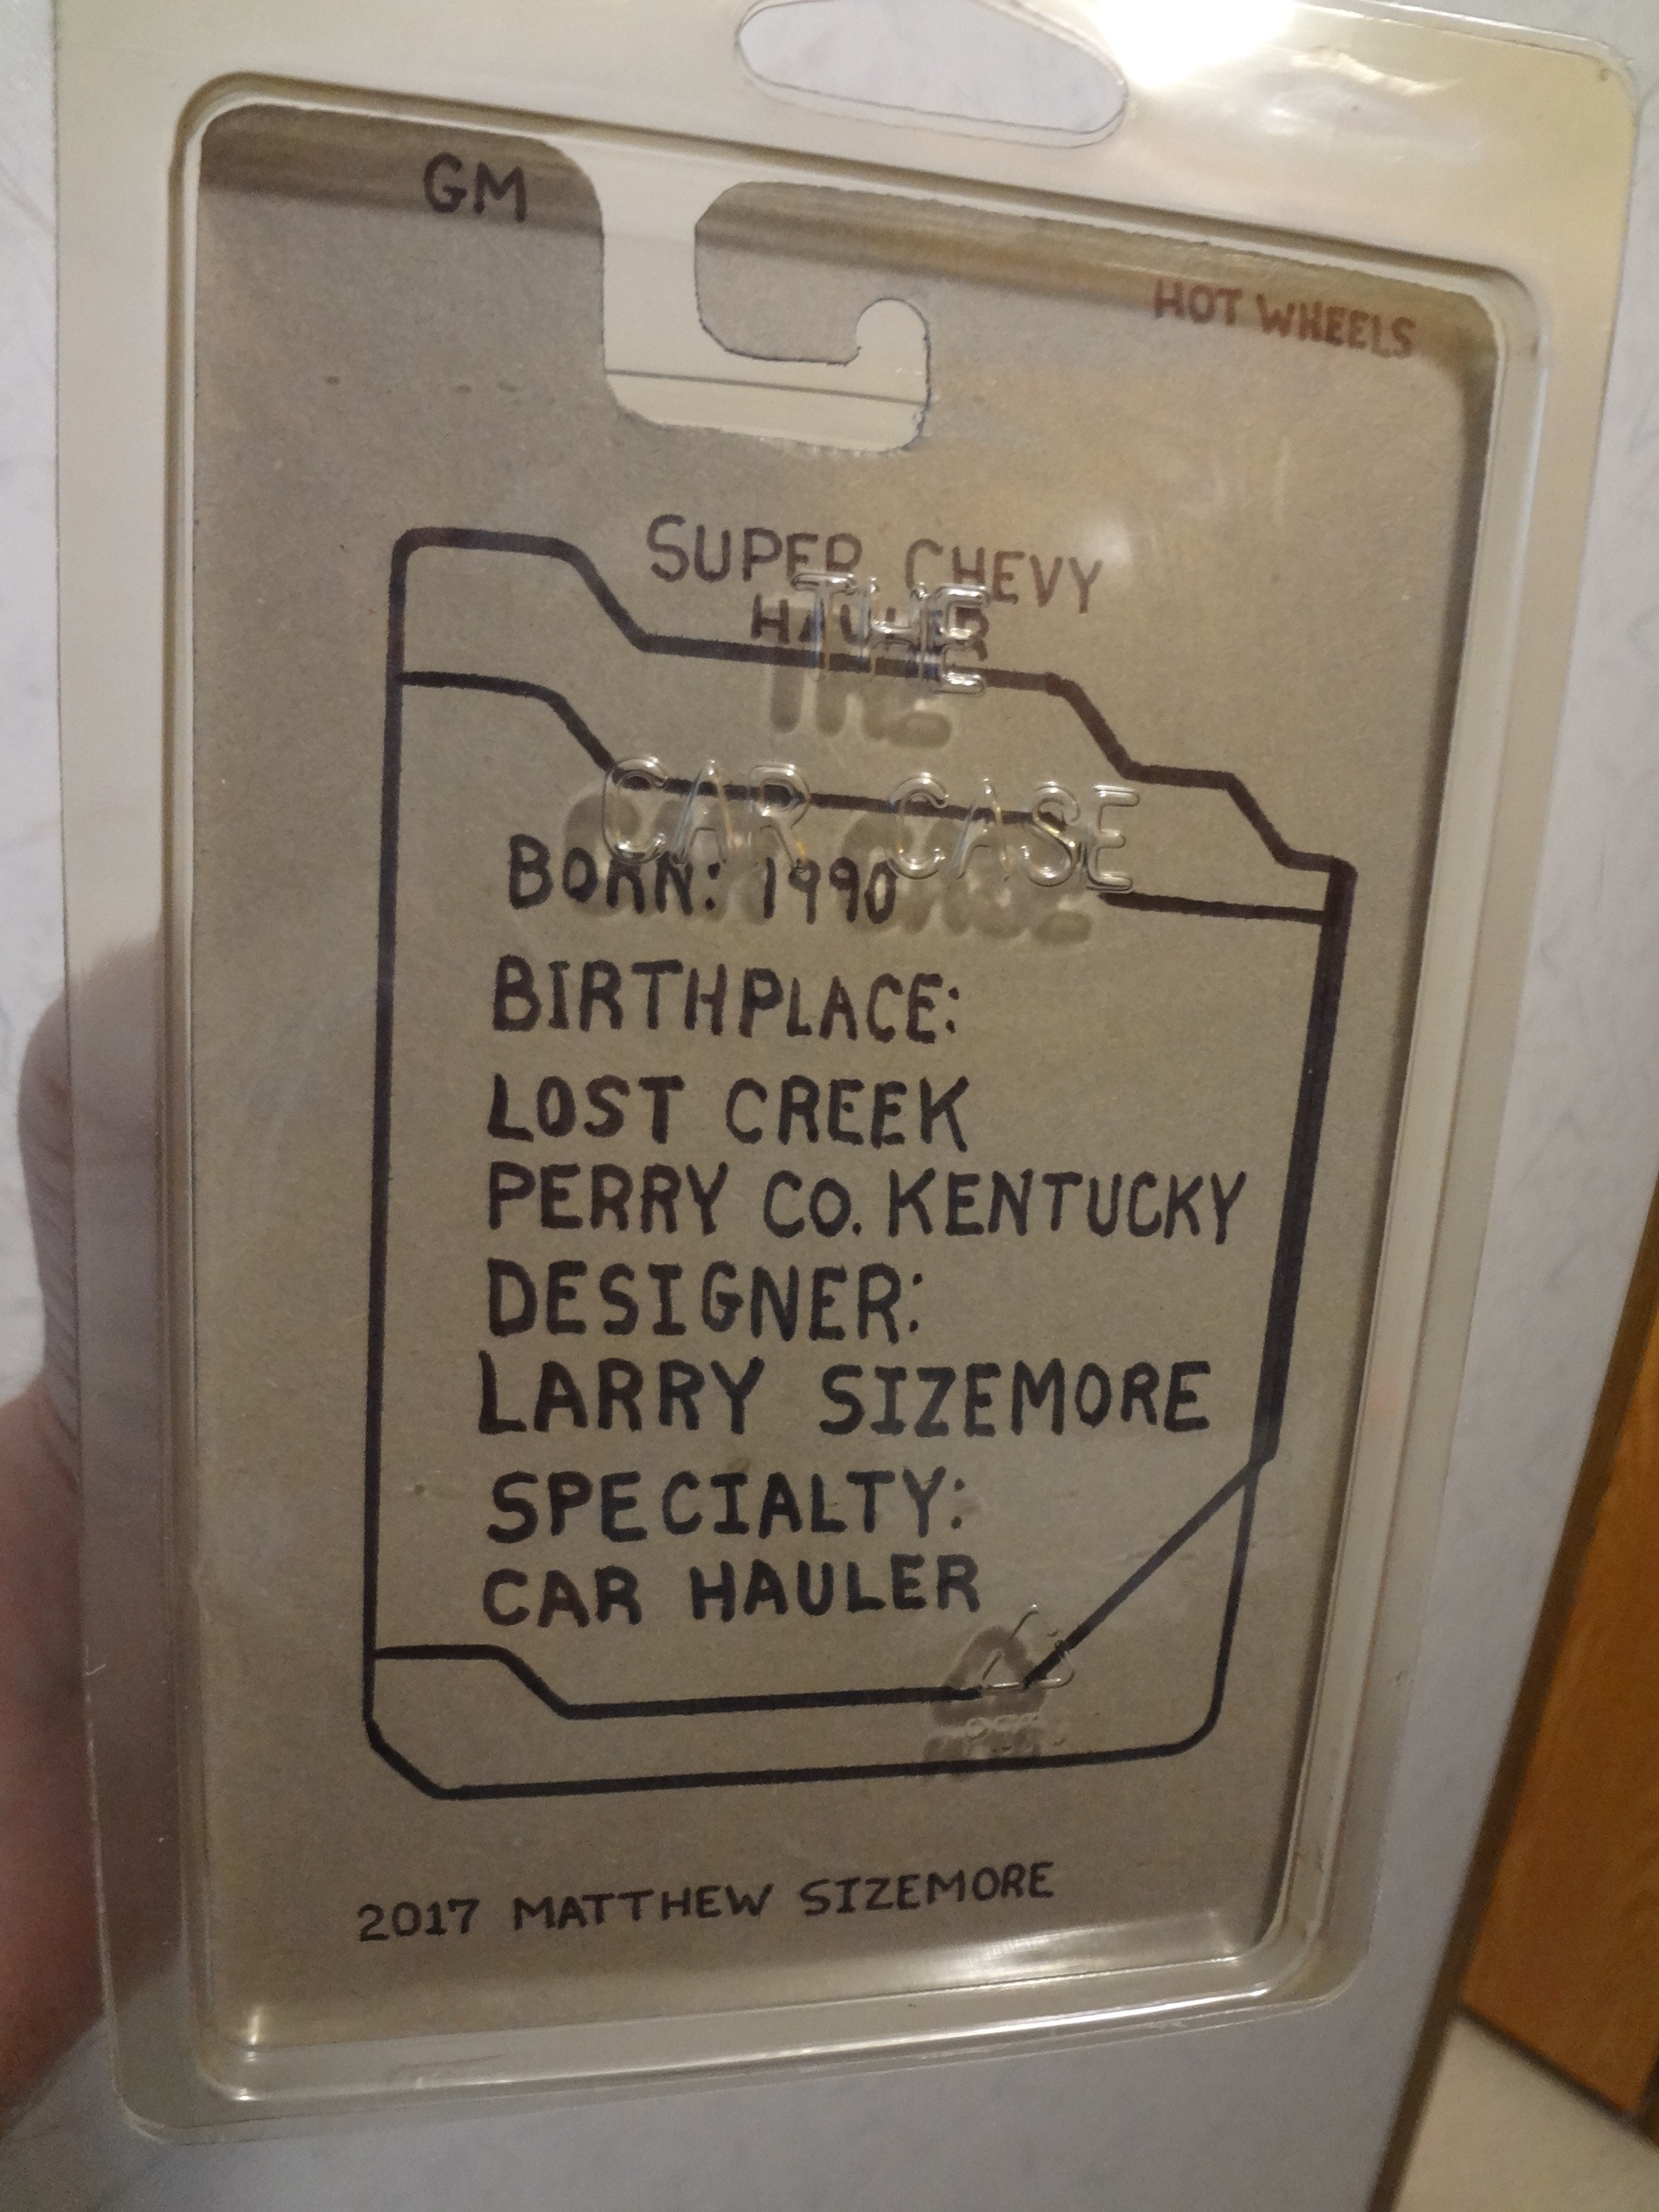 GM
HOT WHEELS
SUPER CHEVY
HAULER
THE
CAR CASE
BORN: 1990
BIRTHPLACE:
LOST CREEK
PERRY CO. KENTUCKY
DESIGNER:
LARRY SIZEMORE
SPECIALTY:
CAR HAULER
2017 MATTHEW SIZEMORE